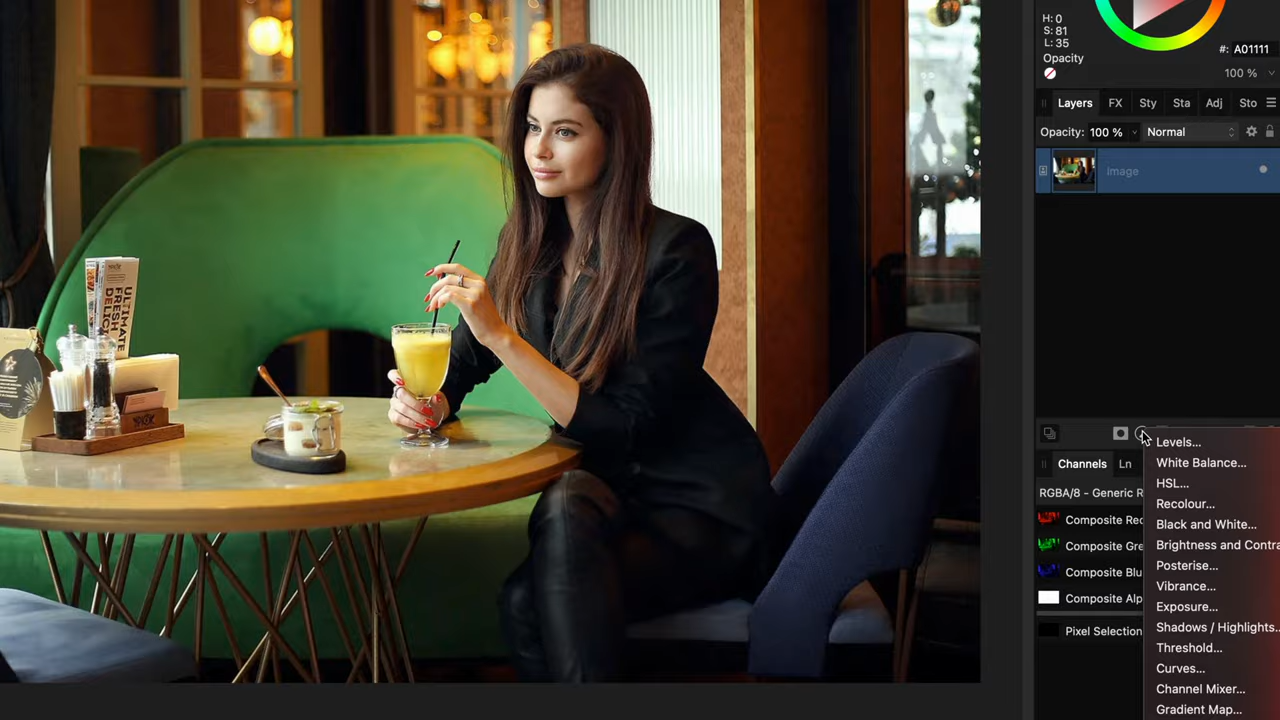 H: 0
S: 81
L: 35
#: A01111
Opacity
100 %
Layers FX Sty Sta Adj Sto
Opacity: 100 % Normal
image
Levels...
Channels Ln
White Balance...
HSL...
RGBA/8 - Generic R
Recolour...
Composite Rec
Black and White...
Composite Gre
Brightness and Contra
Posterise...
Composite Blu
Vibrance...
Composite Alp
Exposure...
Shadows / Highlights...
Pixel Selection
Threshold...
Curves...
Channel Mixer...
Gradient Map...
ULTIMATE
FRESH
DELIC